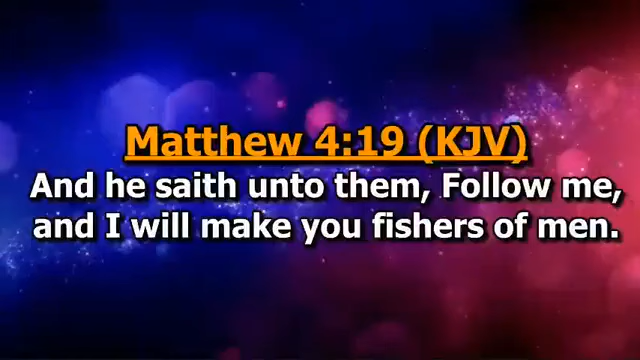 Matthew 4:19 (KJV)
And he saith unto them, Follow me,
and I will make you fishers of men.